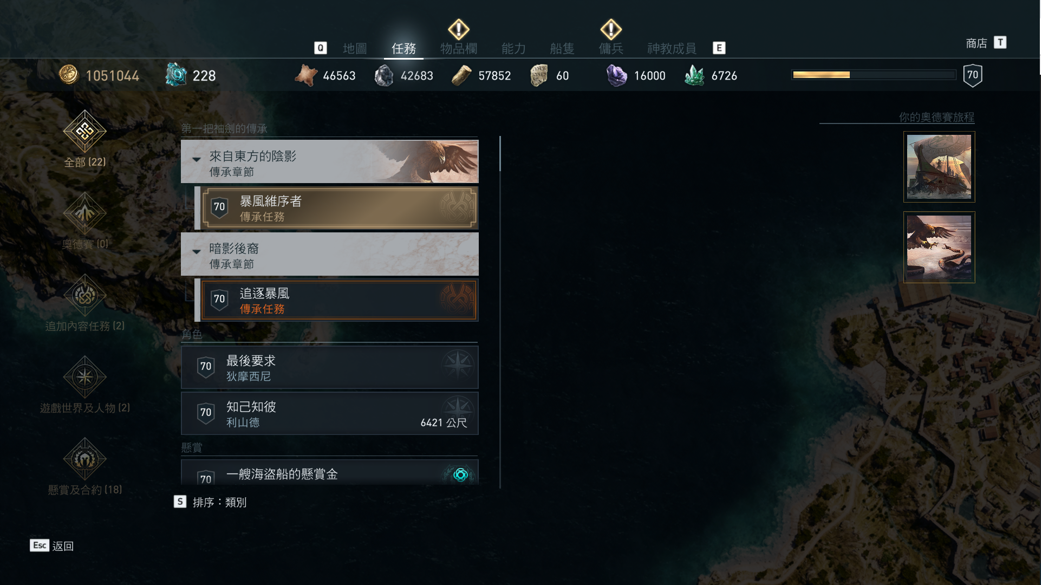 Q 地圖 任務 物品欄 能力 船隻 傭兵 神教成員 E
商店 T
1051044 228 46563 42683 57852 60 16000 6726 70
第一把袖劍的傳承
來自東方的陰影
傳承章節
70 暴風維序者
傳承任務
暗影後裔
傳承章節
70 追逐暴風
傳承任務
角色
70 最後要求
狄摩西尼
70 知己知彼
利山德 6421 公尺
懸賞
70 一艘海盜船的懸賞金
S 排序：類別
全部 (22)
奧德賽 (0)
追加內容任務 (2)
遊戲世界及人物 (2)
懸賞及合約 (18)
你的奧德賽旅程
Esc 返回